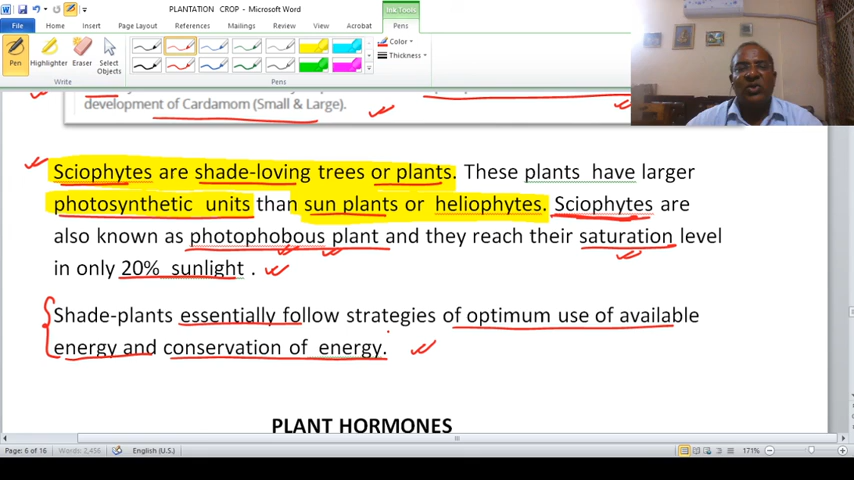 PLANTATION CROP - Microsoft Word
Ink Tools
File Home Insert Page Layout References Mailings Review View Acrobat Pens
Pen
Highlighter
Eraser
Select Objects
Color
Thickness
Write
Pens
development of Cardamom (Small & Large).
Sciophytes are shade-loving trees or plants. These plants have larger
photosynthetic units than sun plants or heliophytes. Sciophytes are
also known as photophobous plant and they reach their saturation level
in only 20% sunlight .
Shade-plants essentially follow strategies of optimum use of available
energy and conservation of energy.
PLANT HORMONES
Page: 6 of 16 Words: 2,456 English (U.S.) 171%